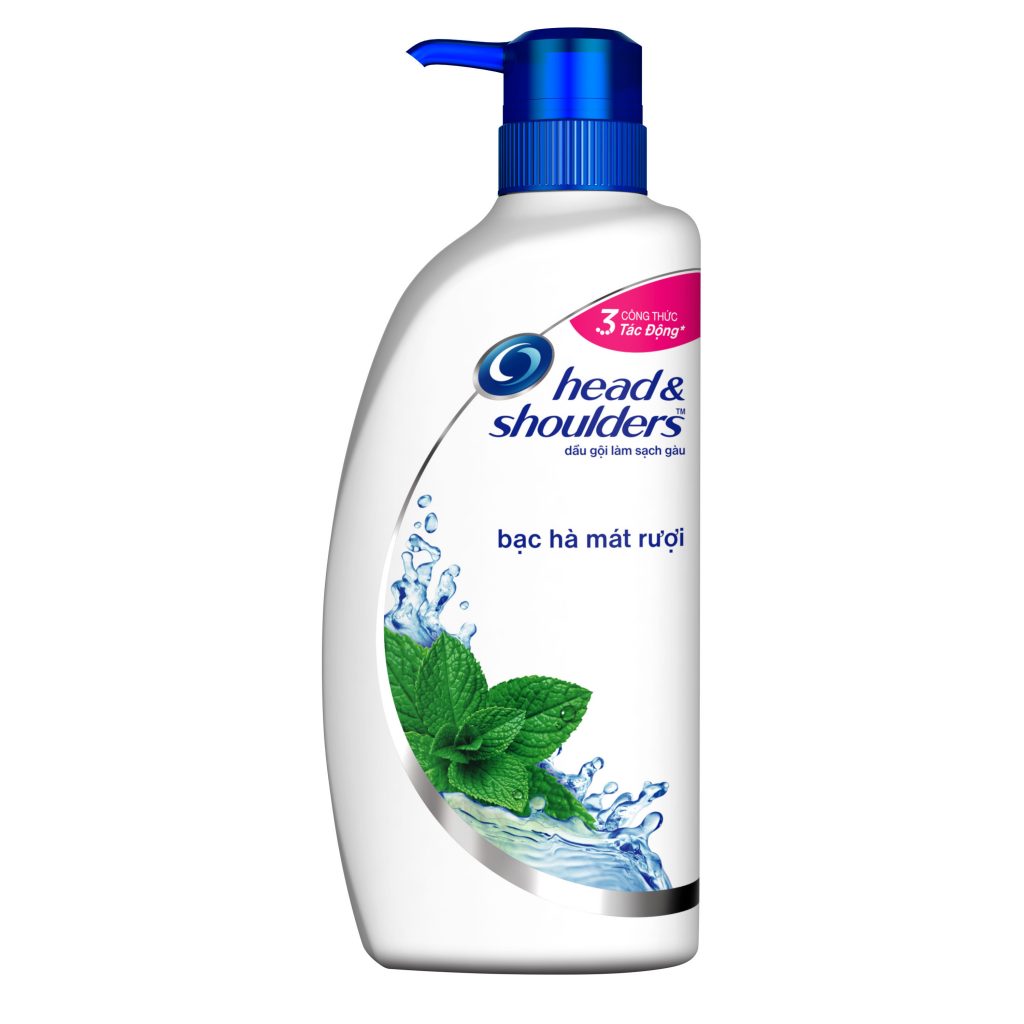 3 CÔNG THỨC
Tác Động*
head &
shoulders™
dầu gội làm sạch gàu
bạc hà mát rượi